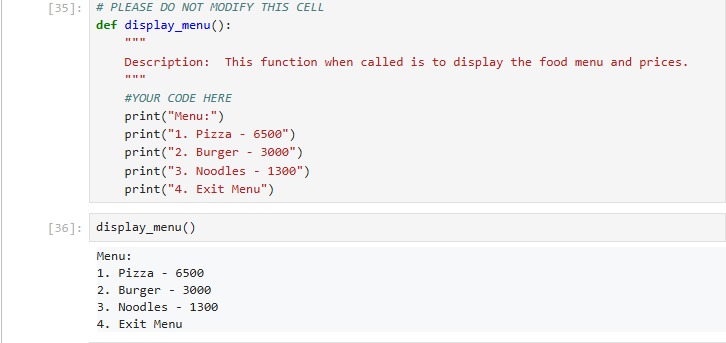 [35]: # PLEASE DO NOT MODIFY THIS CELL
def display_menu():
    """
    Description:  This function when called is to display the food menu and prices.
    """
    #YOUR CODE HERE
    print("Menu:")
    print("1. Pizza - 6500")
    print("2. Burger - 3000")
    print("3. Noodles - 1300")
    print("4. Exit Menu")
[36]: display_menu()
Menu:
1. Pizza - 6500
2. Burger - 3000
3. Noodles - 1300
4. Exit Menu